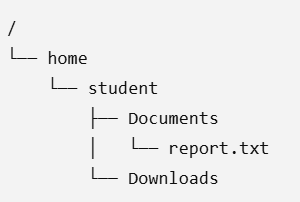 /
└── home
    └── student
        ├── Documents
        │   └── report.txt
        └── Downloads